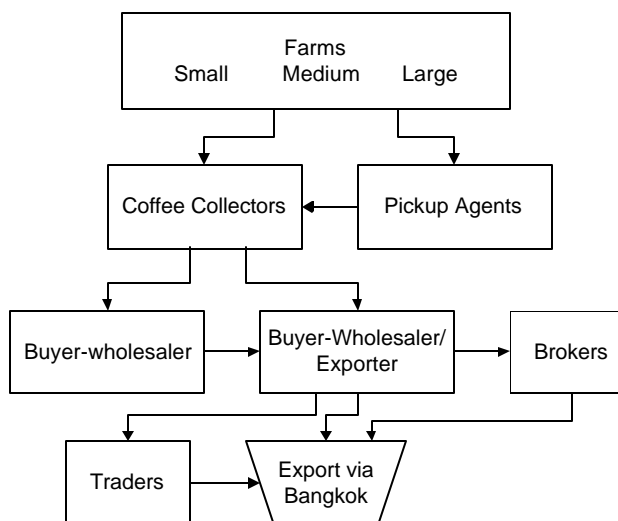 Farms
Small Medium Large
Coffee Collectors
Pickup Agents
Buyer-wholesaler
Buyer-Wholesaler/
Exporter
Brokers
Traders
Export via
Bangkok